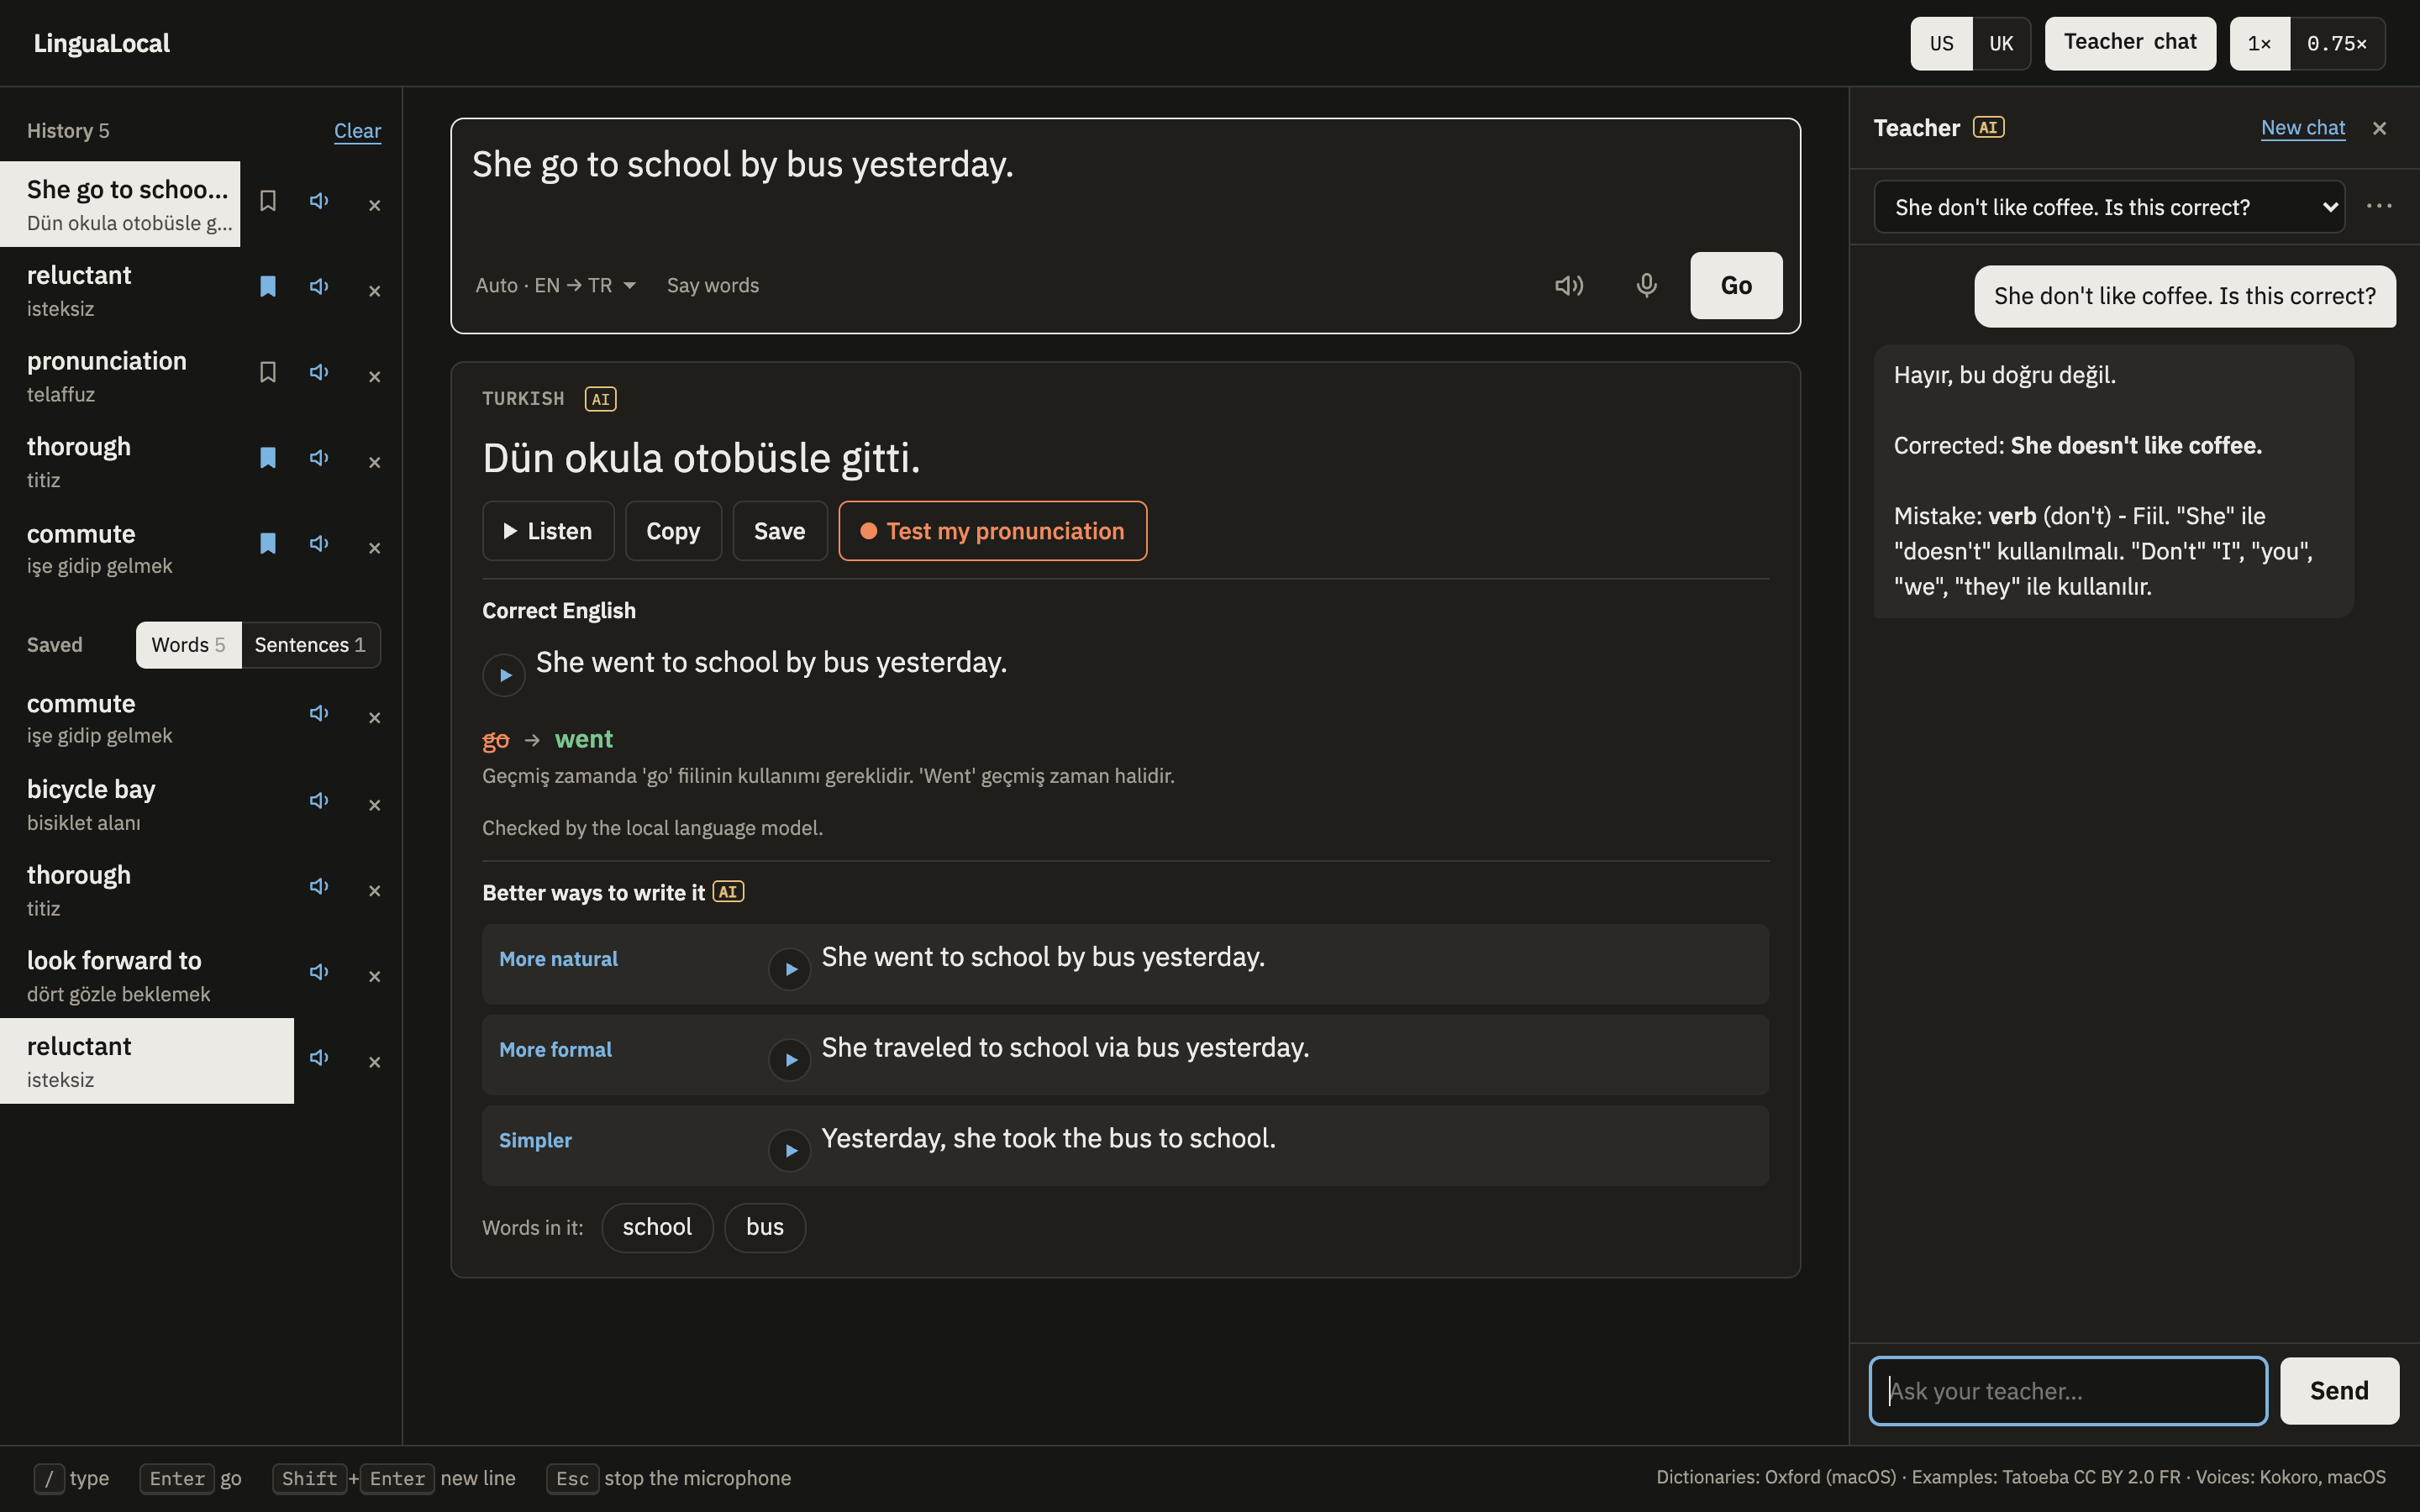 LinguaLocal
US
UK
Teacher chat
1×
0.75×
History 5
Clear
She go to schoo...
Dün okula otobüsle g...
reluctant
isteksiz
pronunciation
telaffuz
thorough
titiz
commute
işe gidip gelmek
Saved
Words 5
Sentences 1
commute
işe gidip gelmek
bicycle bay
bisiklet alanı
thorough
titiz
look forward to
dört gözle beklemek
reluctant
isteksiz
She go to school by bus yesterday.
Auto · EN → TR
Say words
Go
TURKISH AI
Dün okula otobüsle gitti.
Listen
Copy
Save
Test my pronunciation
Correct English
She went to school by bus yesterday.
go → went
Geçmiş zamanda 'go' fiilinin kullanımı gereklidir. 'Went' geçmiş zaman halidir.
Checked by the local language model.
Better ways to write it AI
More natural
She went to school by bus yesterday.
More formal
She traveled to school via bus yesterday.
Simpler
Yesterday, she took the bus to school.
Words in it:
school
bus
Teacher AI
New chat
×
She don't like coffee. Is this correct?
She don't like coffee. Is this correct?
Hayır, bu doğru değil.
Corrected: She doesn't like coffee.
Mistake: verb (don't) - Fiil. "She" ile
"doesn't" kullanılmalı. "Don't" "I", "you",
"we", "they" ile kullanılır.
Ask your teacher...
Send
/ type
Enter go
Shift+Enter new line
Esc stop the microphone
Dictionaries: Oxford (macOS) · Examples: Tatoeba CC BY 2.0 FR · Voices: Kokoro, macOS